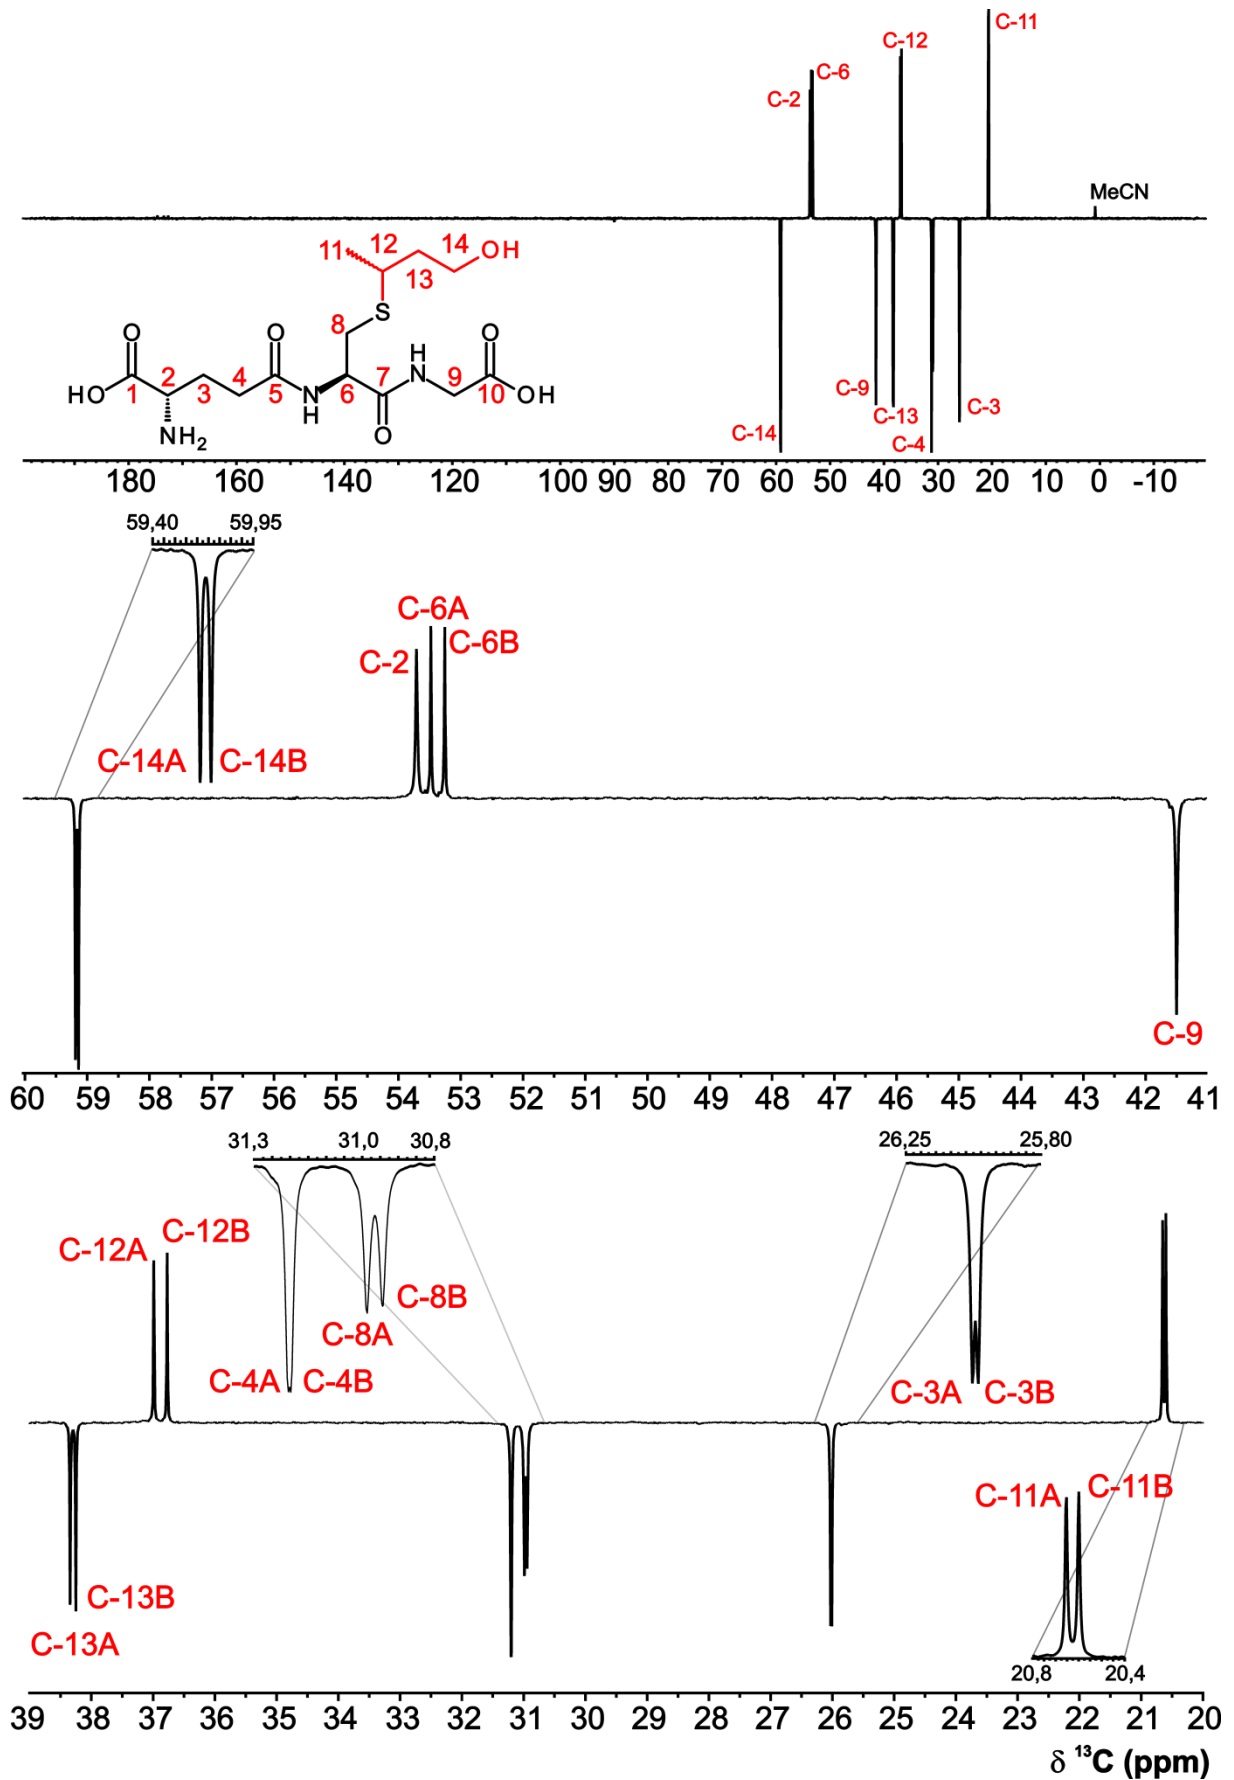 C-11
C-12
C-6
C-2
MeCN
11 12 14 OH
13
S
8
O O H O
HO 1 2 3 4 5 N H 6 7 N 9 10 OH
NH2 O
C-9
C-13
C-3
C-14
C-4
180 160 140 120 100 90 80 70 60 50 40 30 20 10 0 -10
59,40 59,95
C-6A
C-2 C-6B
C-14A C-14B
C-9
60 59 58 57 56 55 54 53 52 51 50 49 48 47 46 45 44 43 42 41
31,3 31,0 30,8 26,25 25,80
C-12B
C-12A
C-8B
C-8A
C-4A C-4B C-3A C-3B
C-11A C-11B
C-13B
C-13A
20,8 20,4
39 38 37 36 35 34 33 32 31 30 29 28 27 26 25 24 23 22 21 20
δ ¹³C (ppm)